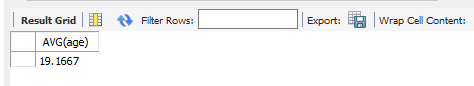 Result Grid Filter Rows: Export: Wrap Cell Content:
AVG(age)
19.1667